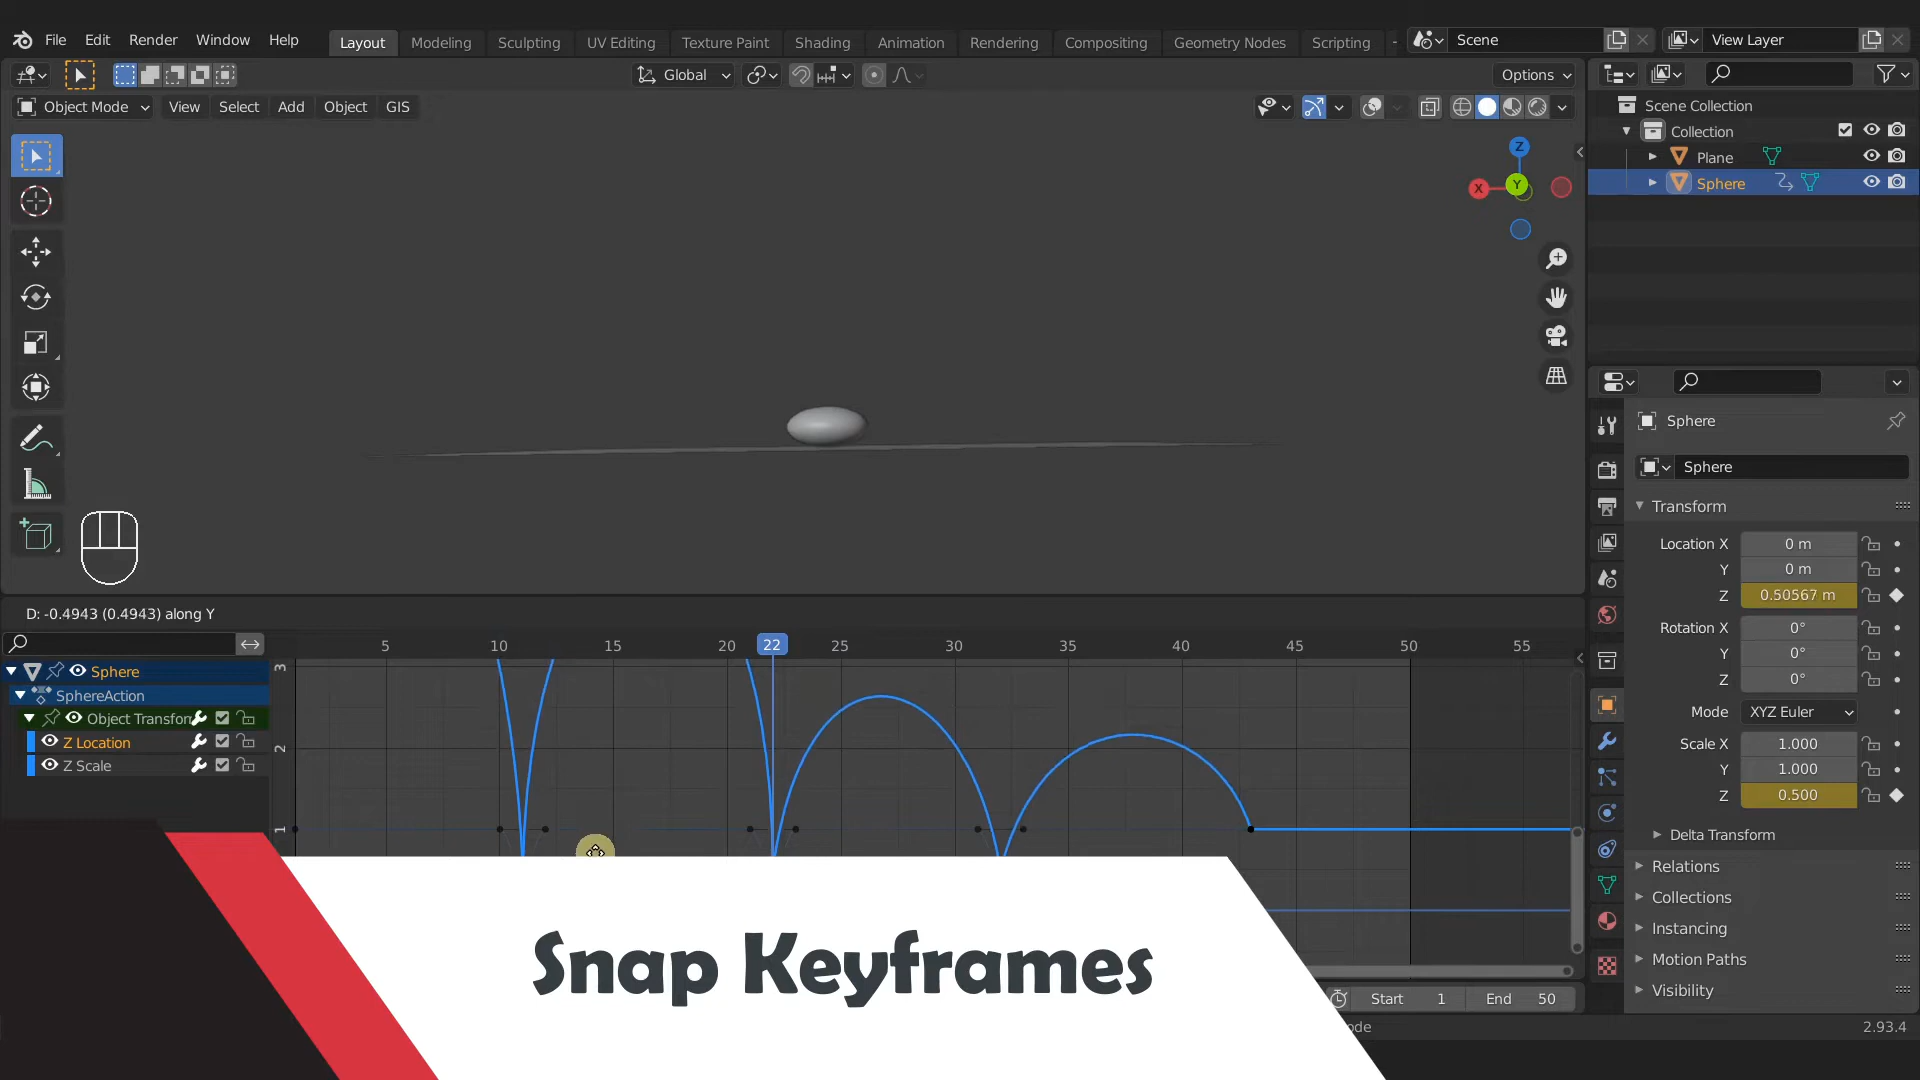 File Edit Render Window Help Layout Modeling Sculpting UV Editing Texture Paint Shading Animation Rendering Compositing Geometry Nodes Scripting Scene View Layer
Global Options
Object Mode View Select Add Object GIS
Scene Collection
Collection
Plane
Sphere
Z
X
Y
Sphere
Sphere
Transform
Location X 0 m
Y 0 m
Z 0.50567 m
Rotation X 0°
Y 0°
Z 0°
Mode XYZ Euler
Scale X 1.000
Y 1.000
Z 0.500
Delta Transform
Relations
Collections
Instancing
Motion Paths
Visibility
D: -0.4943 (0.4943) along Y
5 10 15 20 22 25 30 35 40 45 50 55
Sphere
SphereAction
Object Transfor
Z Location
Z Scale
3
2
1
Snap Keyframes
Start 1 End 50
ode
2.93.4